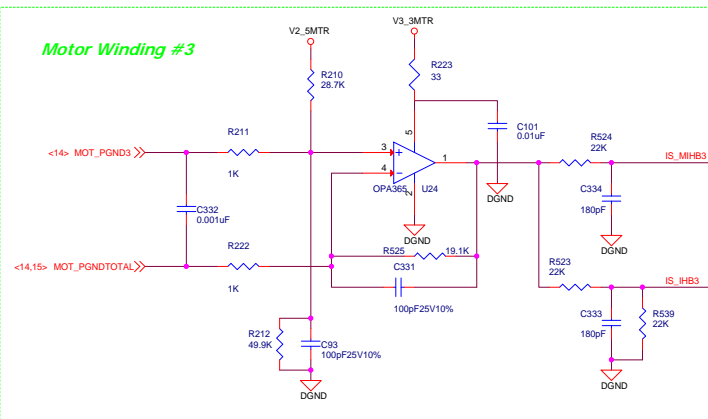 V2_5MTR
V3_3MTR
Motor Winding #3
R210
28.7K
R223
33
R211
1K
<14> MOT_PGND3
3
4
5
1
2
+
−
OPA365
U24
DGND
C101
0.01uF
DGND
R524
22K
IS_MIHB3
C334
180pF
DGND
C332
0.001uF
R222
1K
<14,15> MOT_PGNDTOTAL
R525
19.1K
C331
100pF25V10%
R523
22K
IS_IHB3
C333
180pF
R539
22K
DGND
R212
49.9K
C93
100pF25V10%
DGND